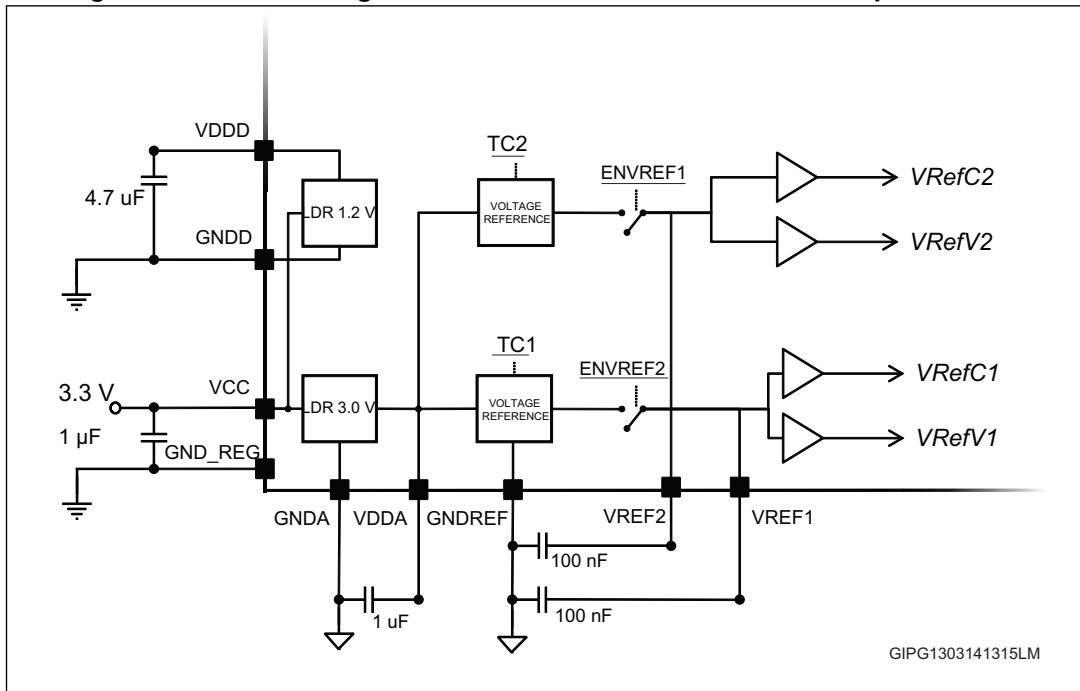 VDDD
4.7 uF
GNDD
LDR 1.2 V
TC2
VOLTAGE
REFERENCE
ENVREF1
VRefC2
VRefV2
3.3 V
VCC
1 µF
GND_REG
LDR 3.0 V
TC1
VOLTAGE
REFERENCE
ENVREF2
VRefC1
VRefV1
GNDA
VDDA
GNDREF
VREF2
VREF1
100 nF
100 nF
1 uF
GIPG1303141315LM